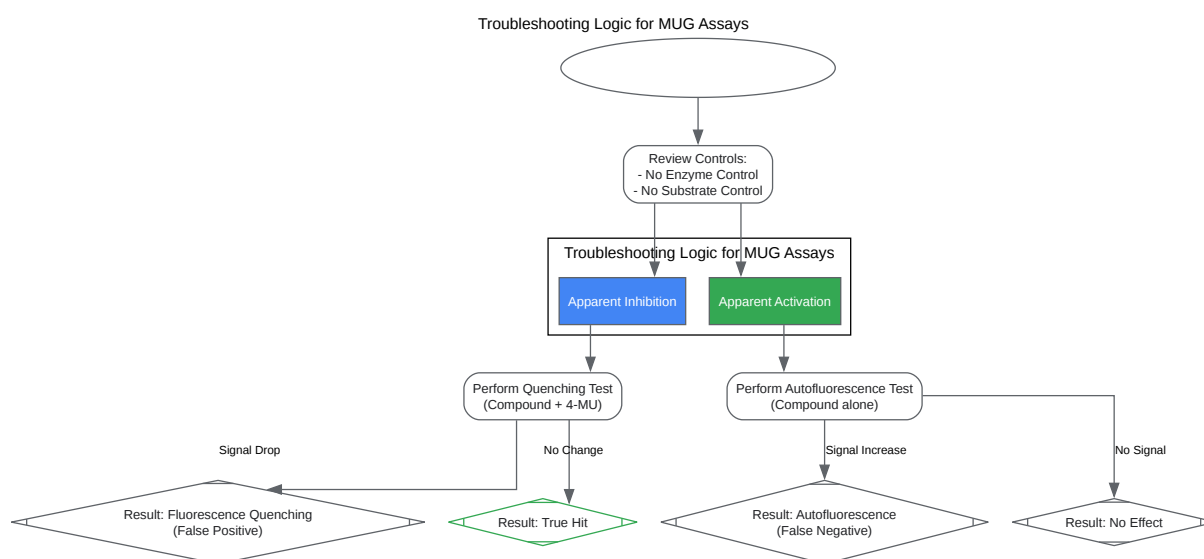 Troubleshooting Logic for MUG Assays
Review Controls:
- No Enzyme Control
- No Substrate Control
Troubleshooting Logic for MUG Assays
Apparent Inhibition
Apparent Activation
Perform Quenching Test
(Compound + 4-MU)
Perform Autofluorescence Test
(Compound alone)
Signal Drop
No Change
Signal Increase
No Signal
Result: Fluorescence Quenching
(False Positive)
Result: True Hit
Result: Autofluorescence
(False Negative)
Result: No Effect